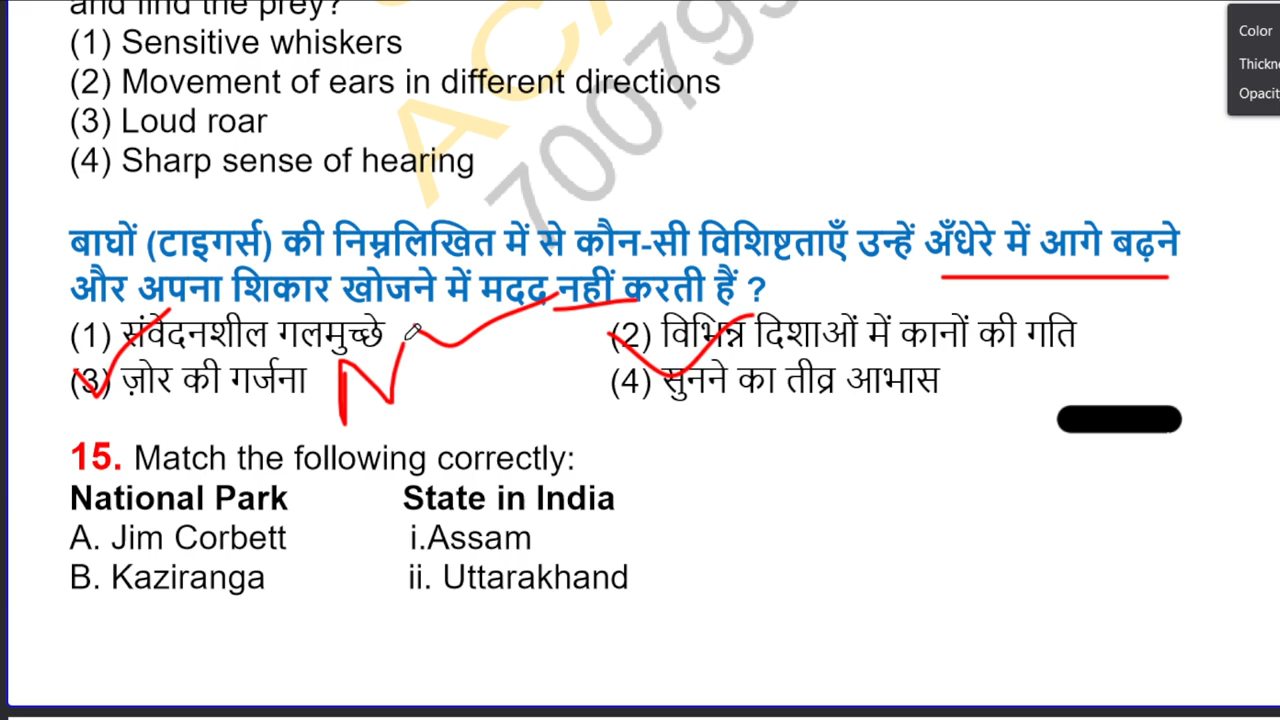 and find the prey?
(1) Sensitive whiskers
(2) Movement of ears in different directions
(3) Loud roar
(4) Sharp sense of hearing
बाघों (टाइगर्स) की निम्नलिखित में से कौन-सी विशिष्टताएँ उन्हें अँधेरे में आगे बढ़ने
और अपना शिकार खोजने में मदद नहीं करती हैं ?
(1) संवेदनशील गलमुच्छे (2) विभिन्न दिशाओं में कानों की गति
(3) ज़ोर की गर्जना (4) सुनने का तीव्र आभास
N
15. Match the following correctly:
National Park State in India
A. Jim Corbett i.Assam
B. Kaziranga ii. Uttarakhand
Color